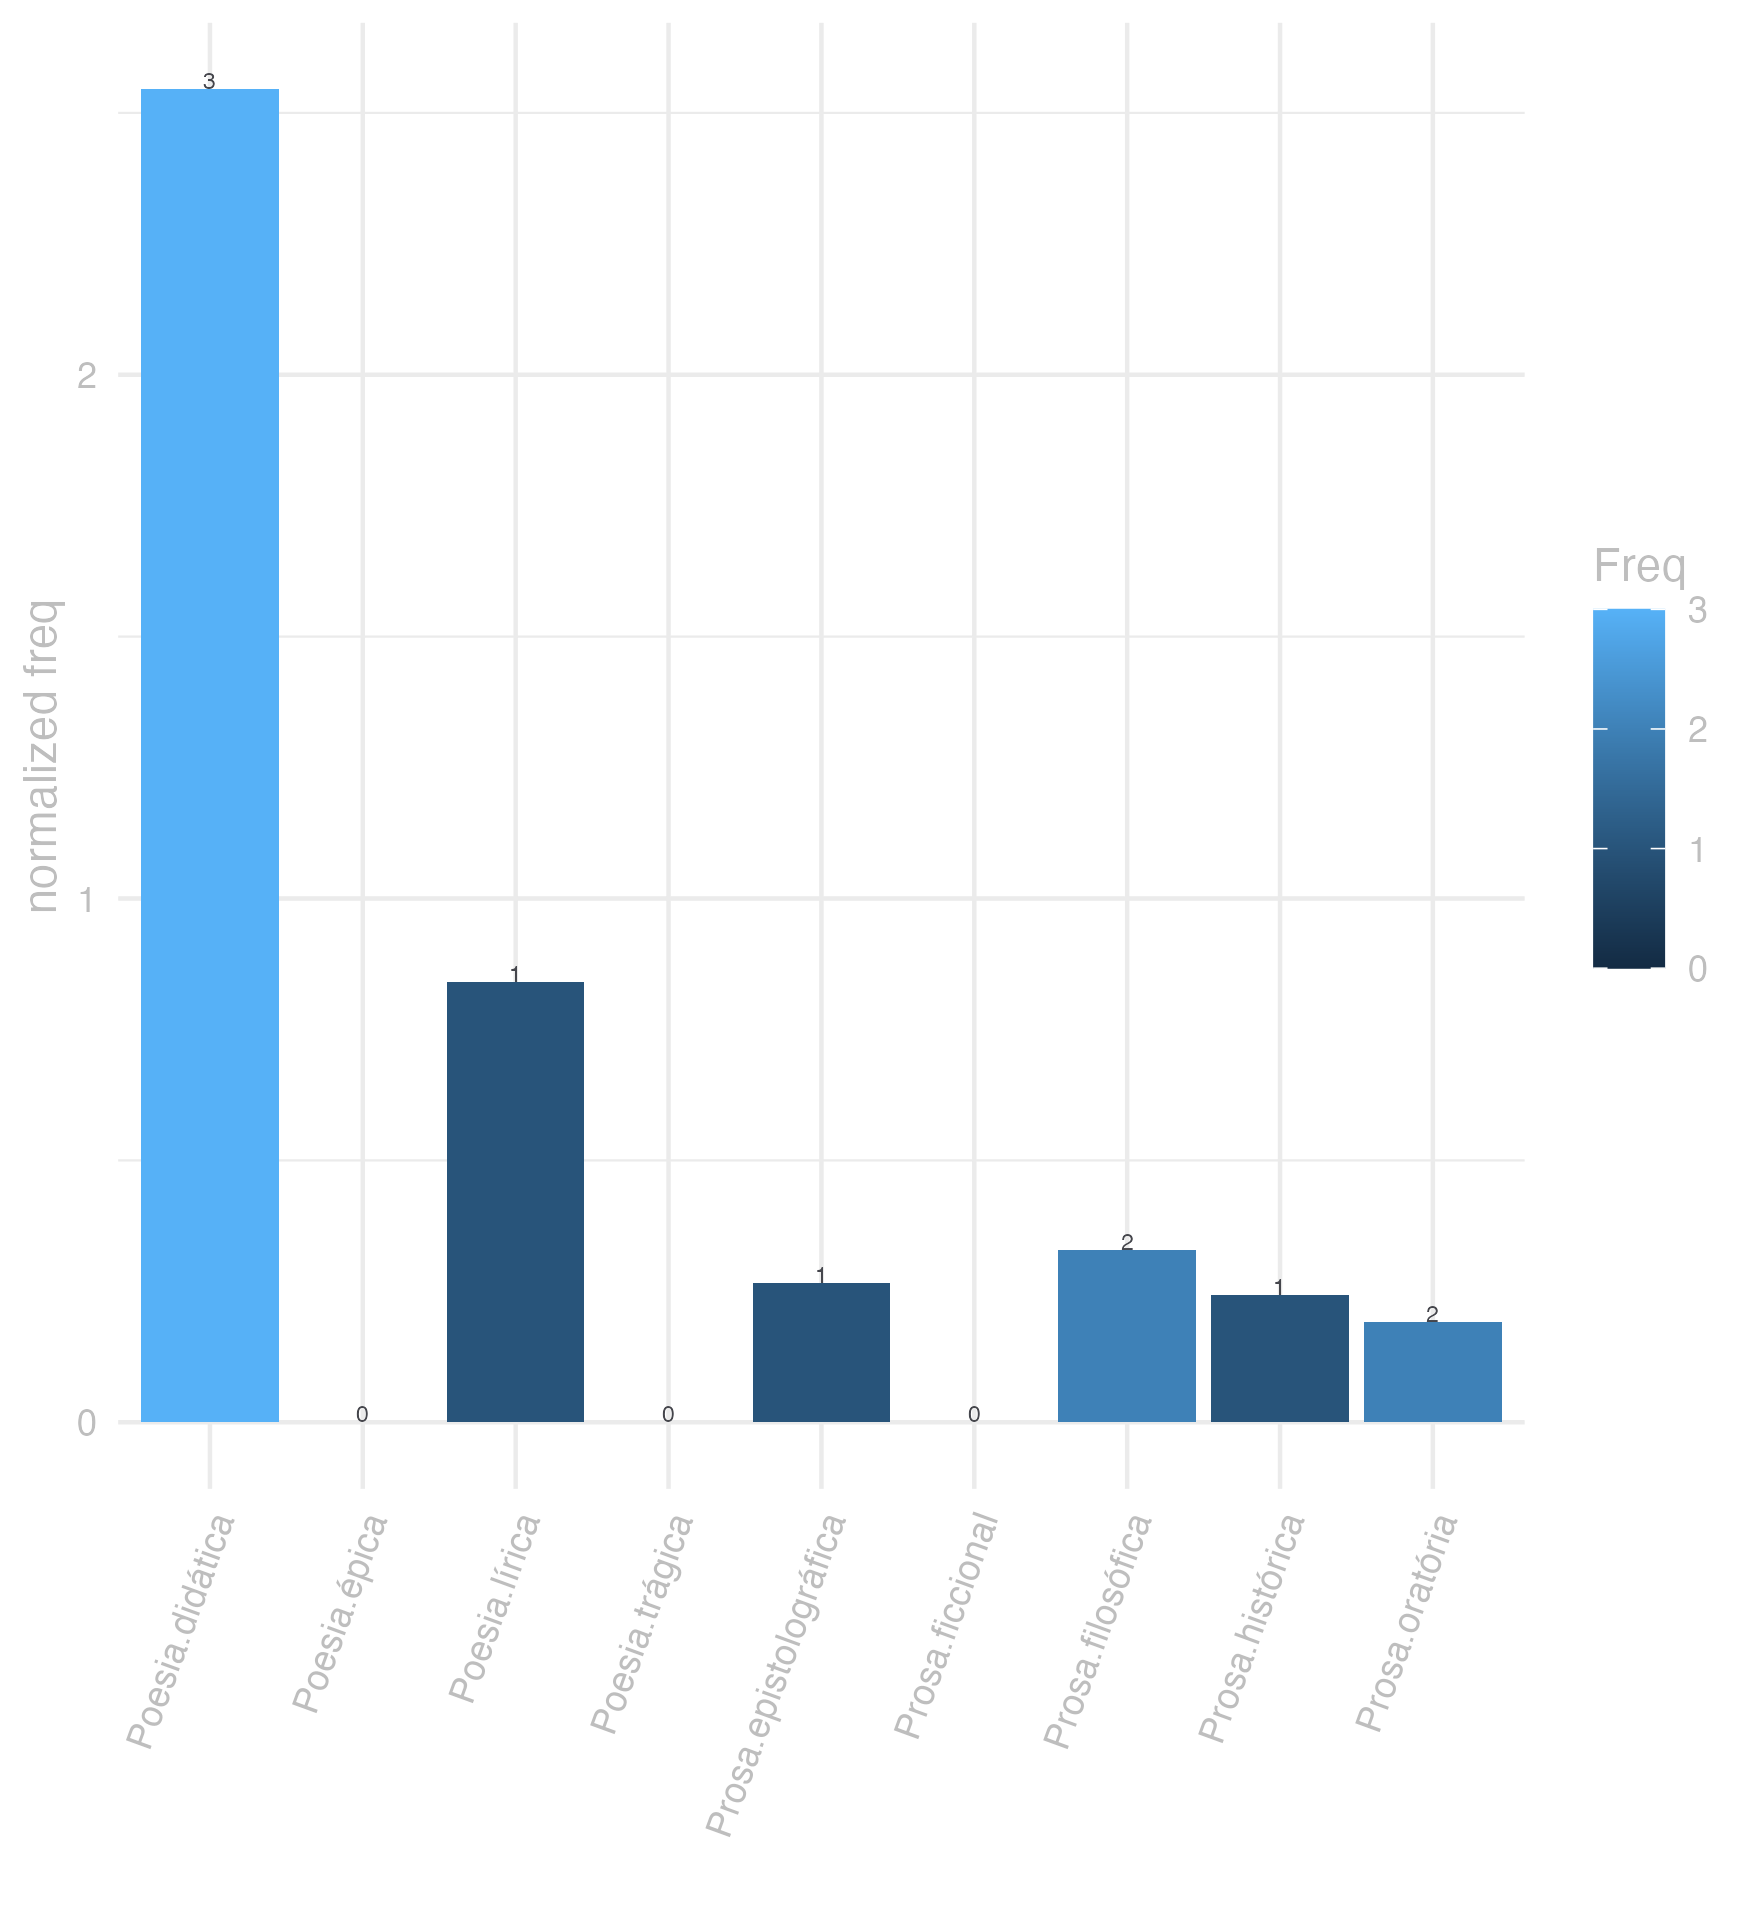 3
2
1
0
normalized freq
1
1
2
1
2
0
0
0
Poesia.didática
Poesia.épica
Poesia.lírica
Poesia.trágica
Prosa.epistolográfica
Prosa.ficcional
Prosa.filosófica
Prosa.histórica
Prosa.oratória
Freq
3
2
1
0